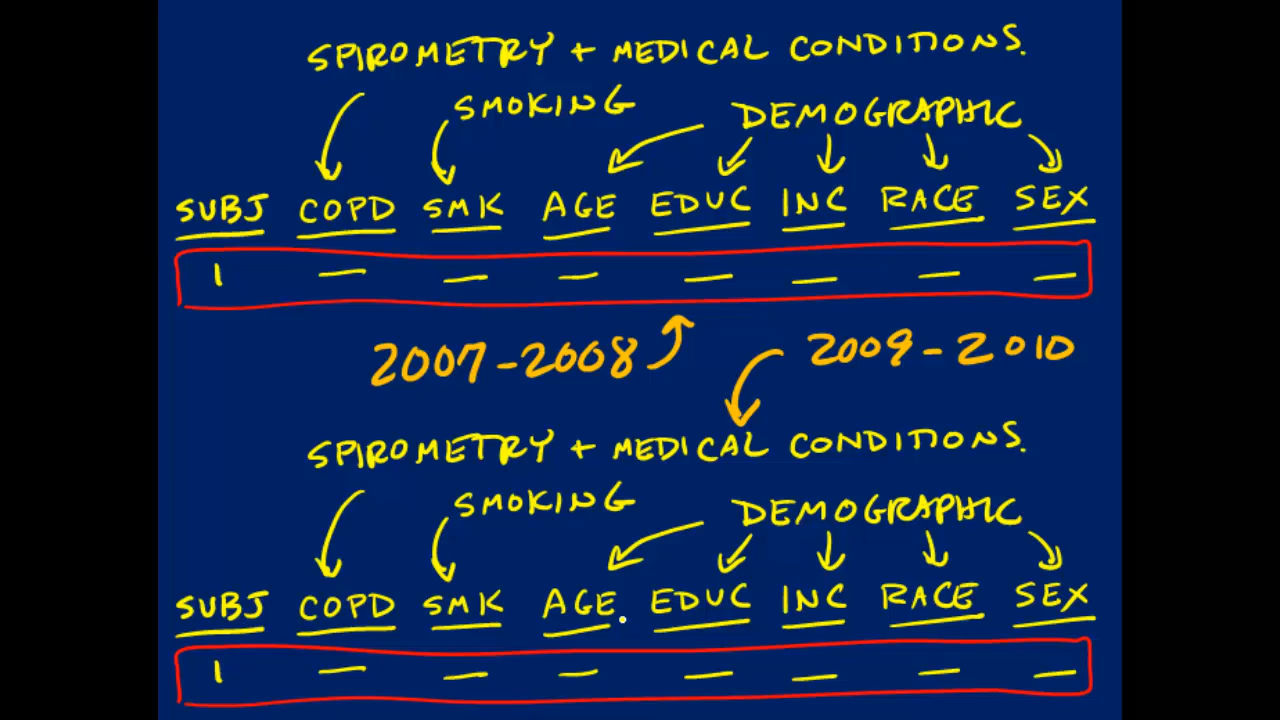 SPIROMETRY + MEDICAL CONDITIONS.
SMOKING DEMOGRAPHIC
SUBJ COPD SMK AGE EDUC INC RACE SEX
1 — — — — — — —
2007-2008 2009-2010
SPIROMETRY + MEDICAL CONDITIONS.
SMOKING DEMOGRAPHIC
SUBJ COPD SMK AGE EDUC INC RACE SEX
1 — — — — — — —